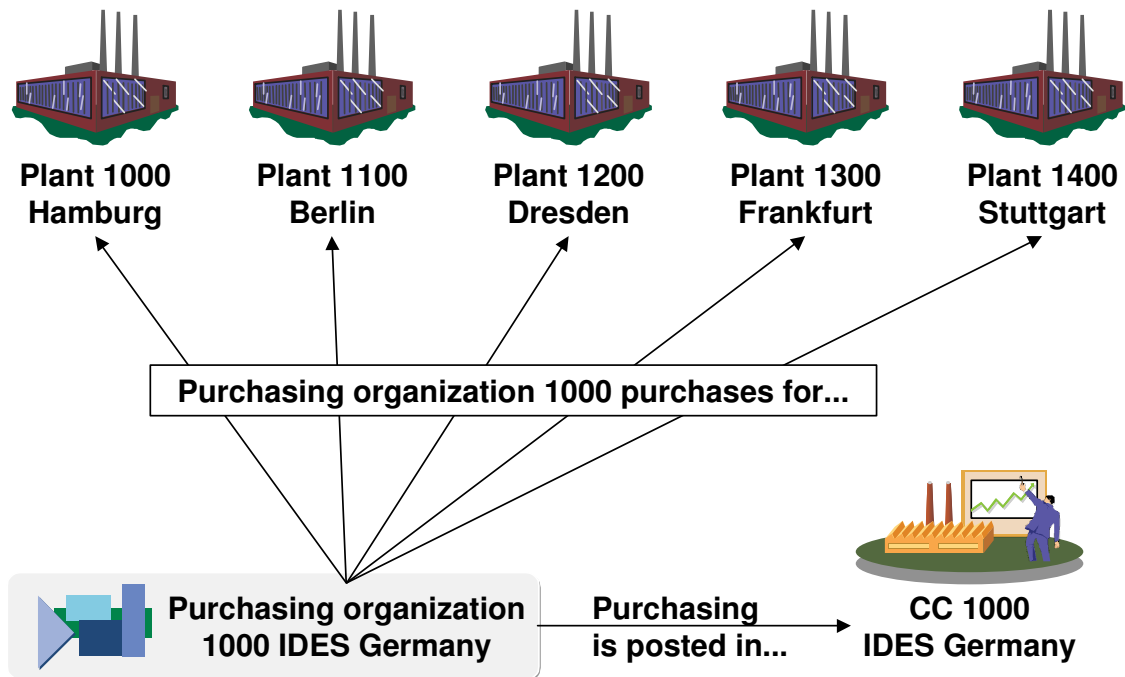 Plant 1000
Hamburg
Plant 1100
Berlin
Plant 1200
Dresden
Plant 1300
Frankfurt
Plant 1400
Stuttgart
Purchasing organization 1000 purchases for...
Purchasing organization
1000 IDES Germany
Purchasing
is posted in...
CC 1000
IDES Germany